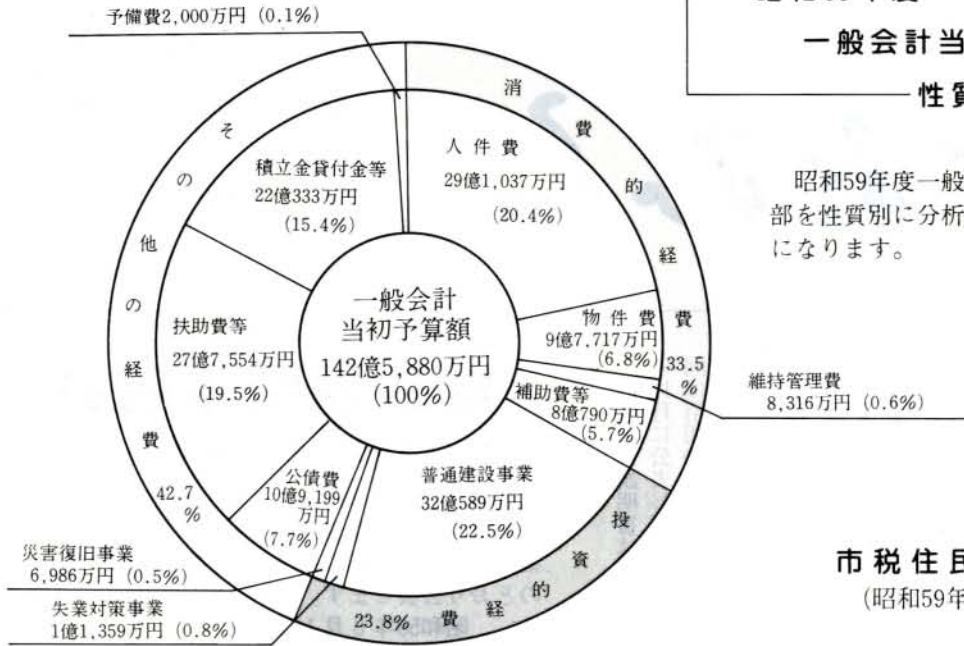 予備費2,000万円 (0.1%)
一般会計当
性質
昭和59年度一般
部を性質別に分析
になります。
消費的経費
33.5
%
人件費
29億1,037万円
(20.4%)
物件費
9億7,717万円
(6.8%)
維持管理費
8,316万円 (0.6%)
補助費等
8億790万円
(5.7%)
投資的経費
23.8%
普通建設事業
32億589万円
(22.5%)
失業対策事業
1億1,359万円 (0.8%)
災害復旧事業
6,986万円 (0.5%)
その他の経費
42.7
%
公債費
10億9,199
万円
(7.7%)
扶助費等
27億7,554万円
(19.5%)
積立金貸付金等
22億333万円
(15.4%)
一般会計
当初予算額
142億5,880万円
(100%)
市税住民
(昭和59年